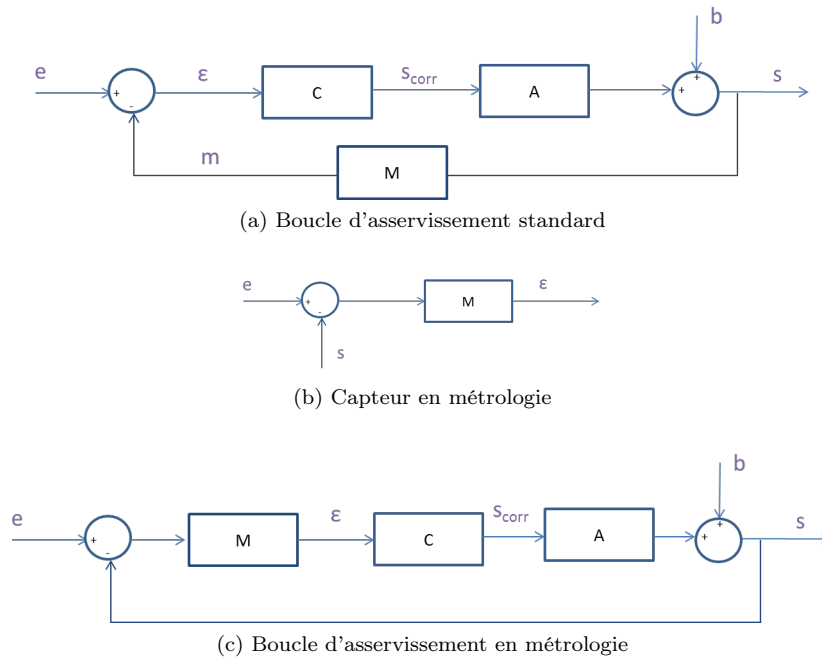 b
e
+
-
ε
C
s_corr
A
+
+
s
m
M
(a) Boucle d'asservissement standard
e
+
-
M
ε
s
(b) Capteur en métrologie
b
e
+
-
M
ε
C
s_corr
A
+
+
s
(c) Boucle d'asservissement en métrologie